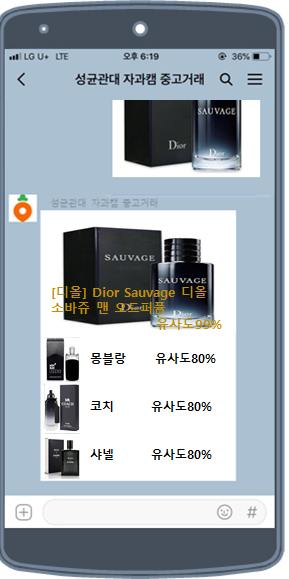 LG U+ LTE 오후 6:19 36%
성균관대 자과캠 중고거래
SAUVAGE
Dior
성균관대 자과캠 중고거래
SAUVAGE
Dior
[디올] Dior Sauvage 디올
소바쥬 맨 오드퍼퓸
유사도99%
몽블랑 유사도80%
COACH
코치 유사도80%
샤넬 유사도80%
#